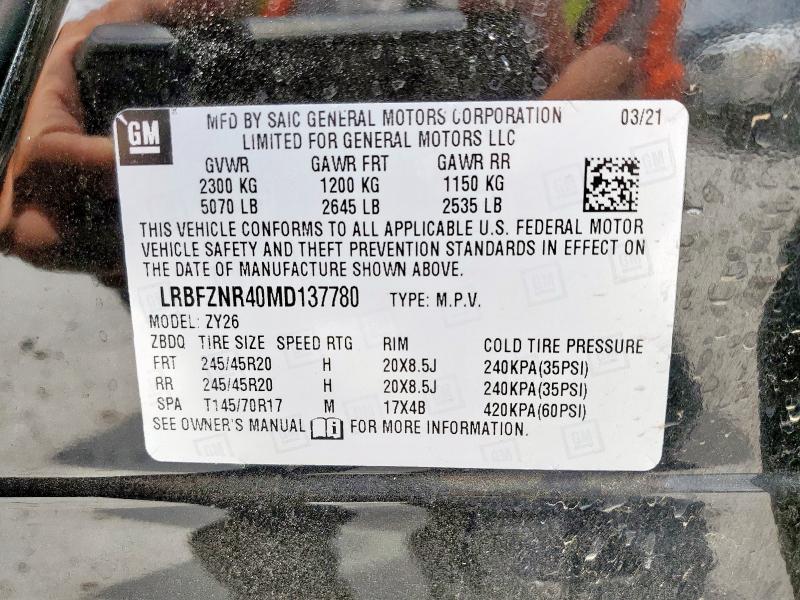 GM
MFD BY SAIC GENERAL MOTORS CORPORATION 03/21
LIMITED FOR GENERAL MOTORS LLC
GVWR GAWR FRT GAWR RR
2300 KG 1200 KG 1150 KG
5070 LB 2645 LB 2535 LB
THIS VEHICLE CONFORMS TO ALL APPLICABLE U.S. FEDERAL MOTOR
VEHICLE SAFETY AND THEFT PREVENTION STANDARDS IN EFFECT ON
THE DATE OF MANUFACTURE SHOWN ABOVE.
LRBFZNR40MD137780 TYPE: M.P.V.
MODEL: ZY26
ZBDQ TIRE SIZE SPEED RTG RIM COLD TIRE PRESSURE
FRT 245/45R20 H 20X8.5J 240KPA(35PSI)
RR 245/45R20 H 20X8.5J 240KPA(35PSI)
SPA T145/70R17 M 17X4B 420KPA(60PSI)
SEE OWNER'S MANUAL FOR MORE INFORMATION.